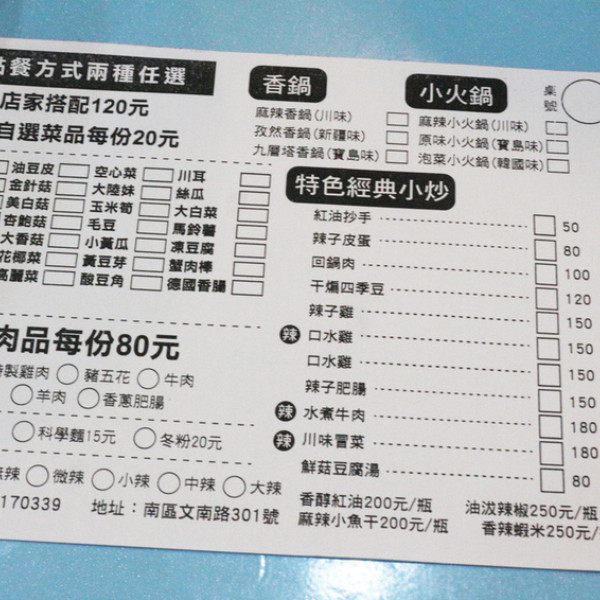 點餐方式兩種任選
店家搭配120元
自選菜品每份20元
油豆皮 空心菜 川耳
金針菇 大陸妹 絲瓜
美白菇 玉米筍 大白菜
杏鮑菇 毛豆 馬鈴薯
大香菇 小黃瓜 凍豆腐
花椰菜 黃豆芽 蟹肉棒
高麗菜 酸豆角 德國香腸
肉品每份80元
特製雞肉 豬五花 牛肉
羊肉 香蔥肥腸
科學麵15元 冬粉20元
無辣 微辣 小辣 中辣 大辣
170339 地址：南區文南路301號
香鍋
麻辣香鍋(川味)
孜然香鍋(新疆味)
九層塔香鍋(寶島味)
小火鍋
麻辣小火鍋(川味)
原味小火鍋(寶島味)
泡菜小火鍋(韓國味)
桌號
特色經典小炒
紅油抄手 50
辣子皮蛋 80
回鍋肉 100
干煸四季豆 120
辣子雞 150
辣 口水雞 150
口水雞 150
辣子肥腸 150
辣 水煮牛肉 180
辣 川味冒菜 180
鮮菇豆腐湯 80
香醇紅油200元/瓶 油泼辣椒250元/瓶
麻辣小魚干200元/瓶 香辣蝦米250元/